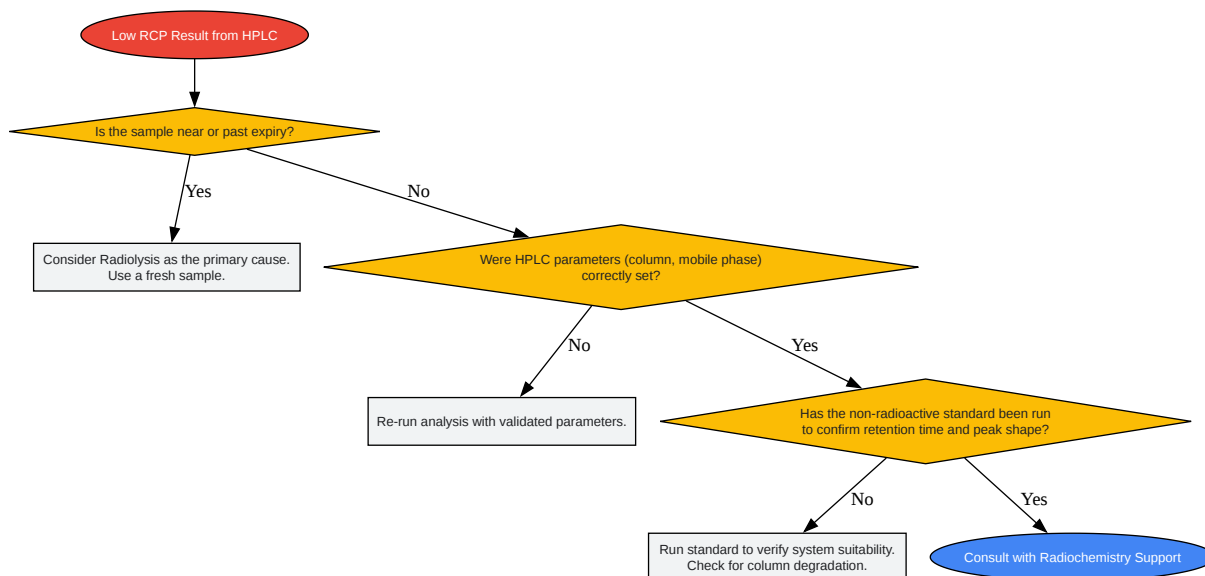 Low RCP Result from HPLC
Is the sample near or past expiry?
Yes
No
Consider Radiolysis as the primary cause.
Use a fresh sample.
Were HPLC parameters (column, mobile phase)
correctly set?
No
Yes
Re-run analysis with validated parameters.
Has the non-radioactive standard been run
to confirm retention time and peak shape?
No
Yes
Run standard to verify system suitability.
Check for column degradation.
Consult with Radiochemistry Support